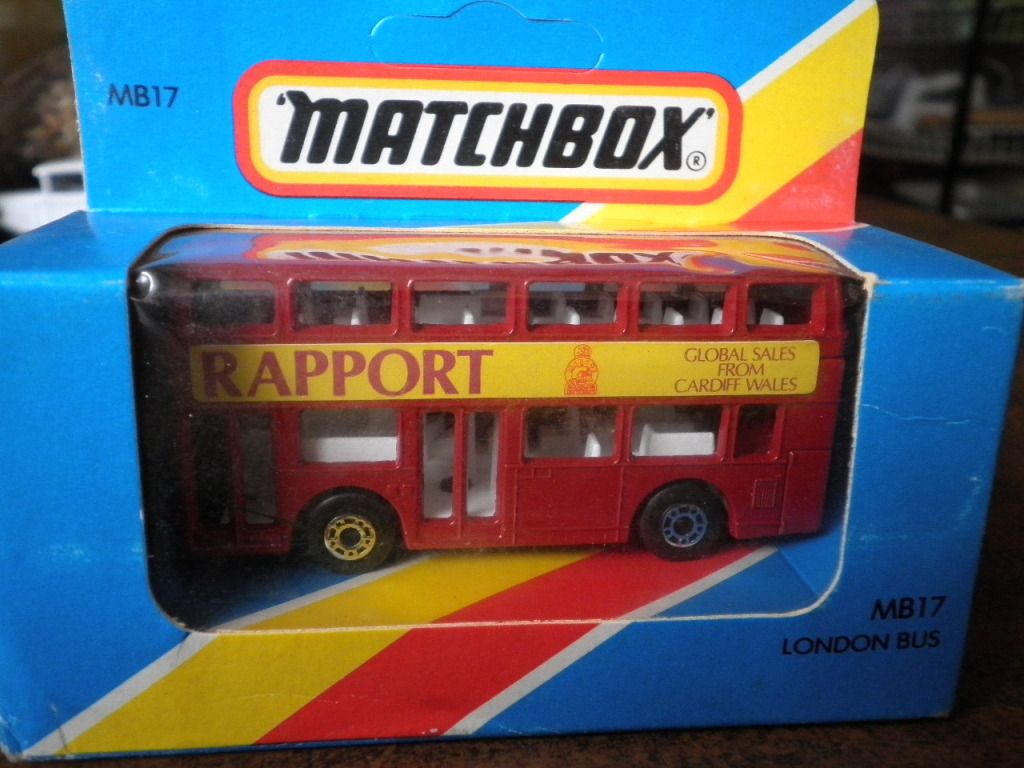 MB17
'MATCHBOX'®
RAPPORT
GLOBAL SALES
FROM
CARDIFF WALES
MB17
LONDON BUS